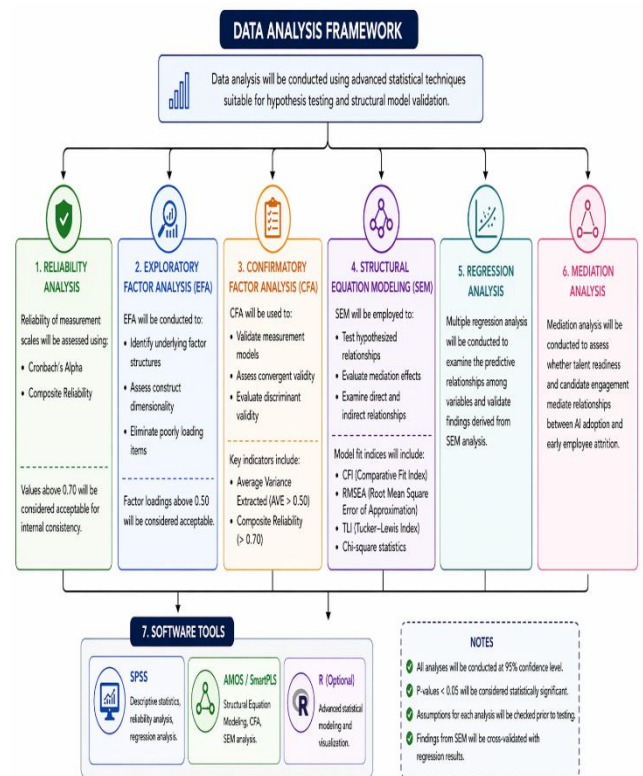 DATA ANALYSIS FRAMEWORK
Data analysis will be conducted using advanced statistical techniques
suitable for hypothesis testing and structural model validation.
1. RELIABILITY
ANALYSIS
Reliability of measurement
scales will be assessed using:
• Cronbach's Alpha
• Composite Reliability
Values above 0.70 will be
considered acceptable for
internal consistency.
2. EXPLORATORY
FACTOR ANALYSIS (EFA)
EFA will be conducted to:
• Identify underlying factor
structures
• Assess construct
dimensionality
• Eliminate poorly loading
items
Factor loadings above 0.50
will be considered acceptable.
3. CONFIRMATORY
FACTOR ANALYSIS (CFA)
CFA will be used to:
• Validate measurement
models
• Assess convergent validity
• Evaluate discriminant
validity
Key indicators include:
• Average Variance
Extracted (AVE > 0.50)
• Composite Reliability
(> 0.70)
4. STRUCTURAL
EQUATION MODELING (SEM)
SEM will be employed to:
• Test hypothesized
relationships
• Evaluate mediation effects
• Examine direct and
indirect relationships
Model fit indices will include:
• CFI (Comparative Fit Index)
• RMSEA (Root Mean Square
Error of Approximation)
• TLI (Tucker–Lewis Index)
• Chi-square statistics
5. REGRESSION
ANALYSIS
Multiple regression analysis
will be conducted to
examine the predictive
relationships among
variables and validate
findings derived from
SEM analysis.
6. MEDIATION
ANALYSIS
Mediation analysis will be
conducted to assess
whether talent readiness
and candidate engagement
mediate relationships
between AI adoption and
early employee attrition.
7. SOFTWARE TOOLS
SPSS
Descriptive statistics,
reliability analysis,
regression analysis.
AMOS / SmartPLS
Structural Equation
Modeling, CFA,
SEM analysis.
R
R (Optional)
Advanced statistical
modeling and
visualization.
NOTES
All analyses will be conducted at 95% confidence level.
P-values < 0.05 will be considered statistically significant.
Assumptions for each analysis will be checked prior to testing.
Findings from SEM will be cross-validated with
regression results.